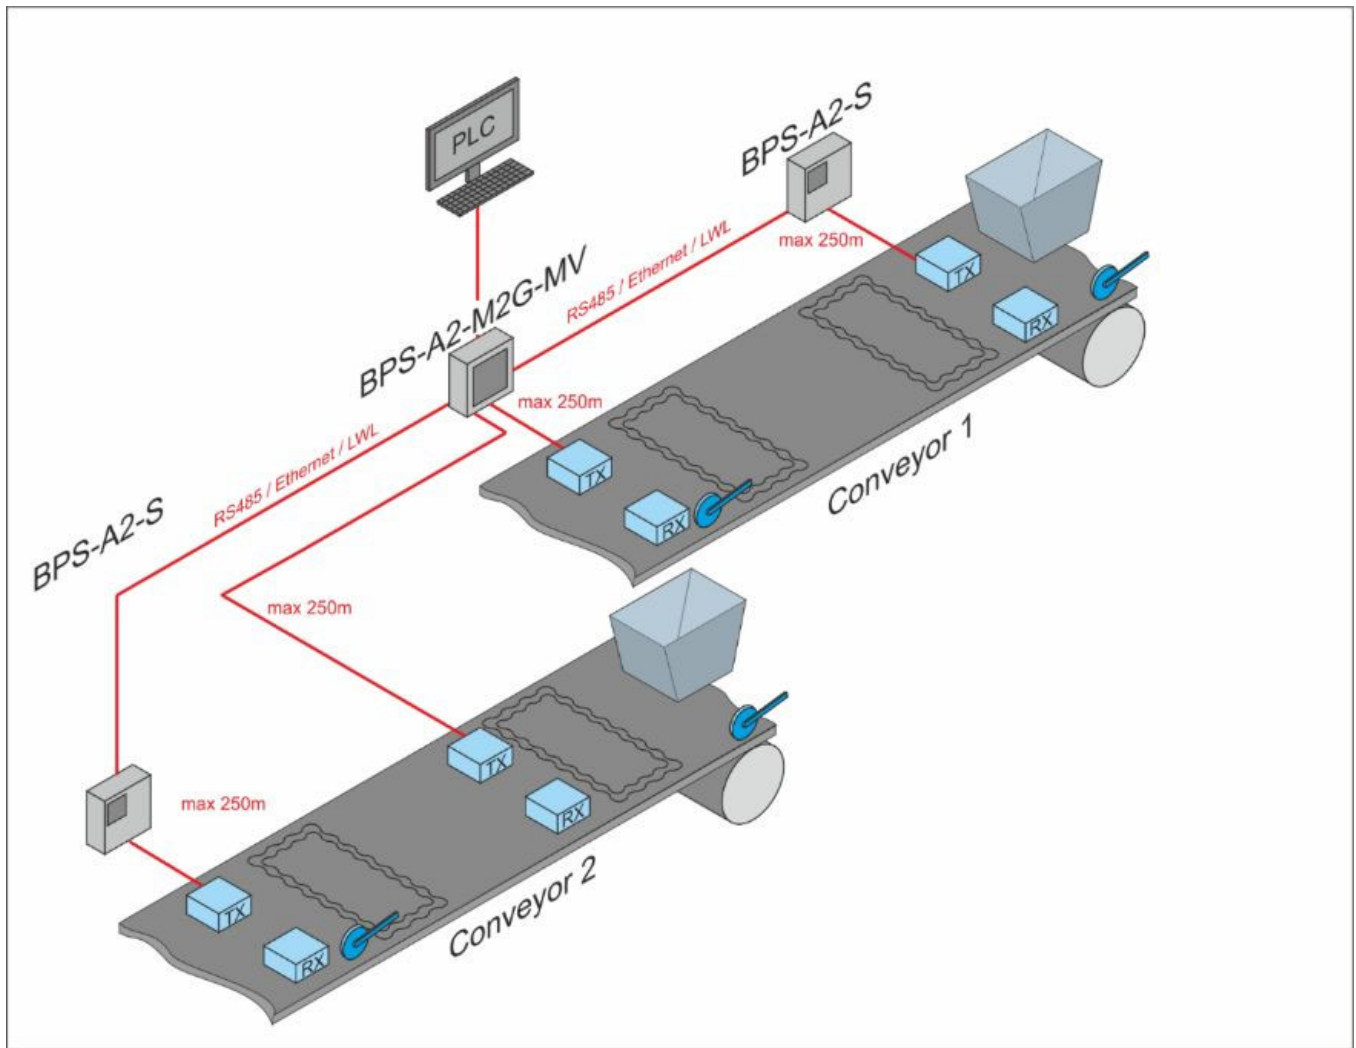 PLC
BPS-A2-S
RS485 / Ethernet / LWL
max 250m
TX
RX
BPS-A2-M2G-MV
max 250m
TX
RX
Conveyor 1
RS485 / Ethernet / LWL
BPS-A2-S
max 250m
TX
RX
max 250m
TX
RX
Conveyor 2